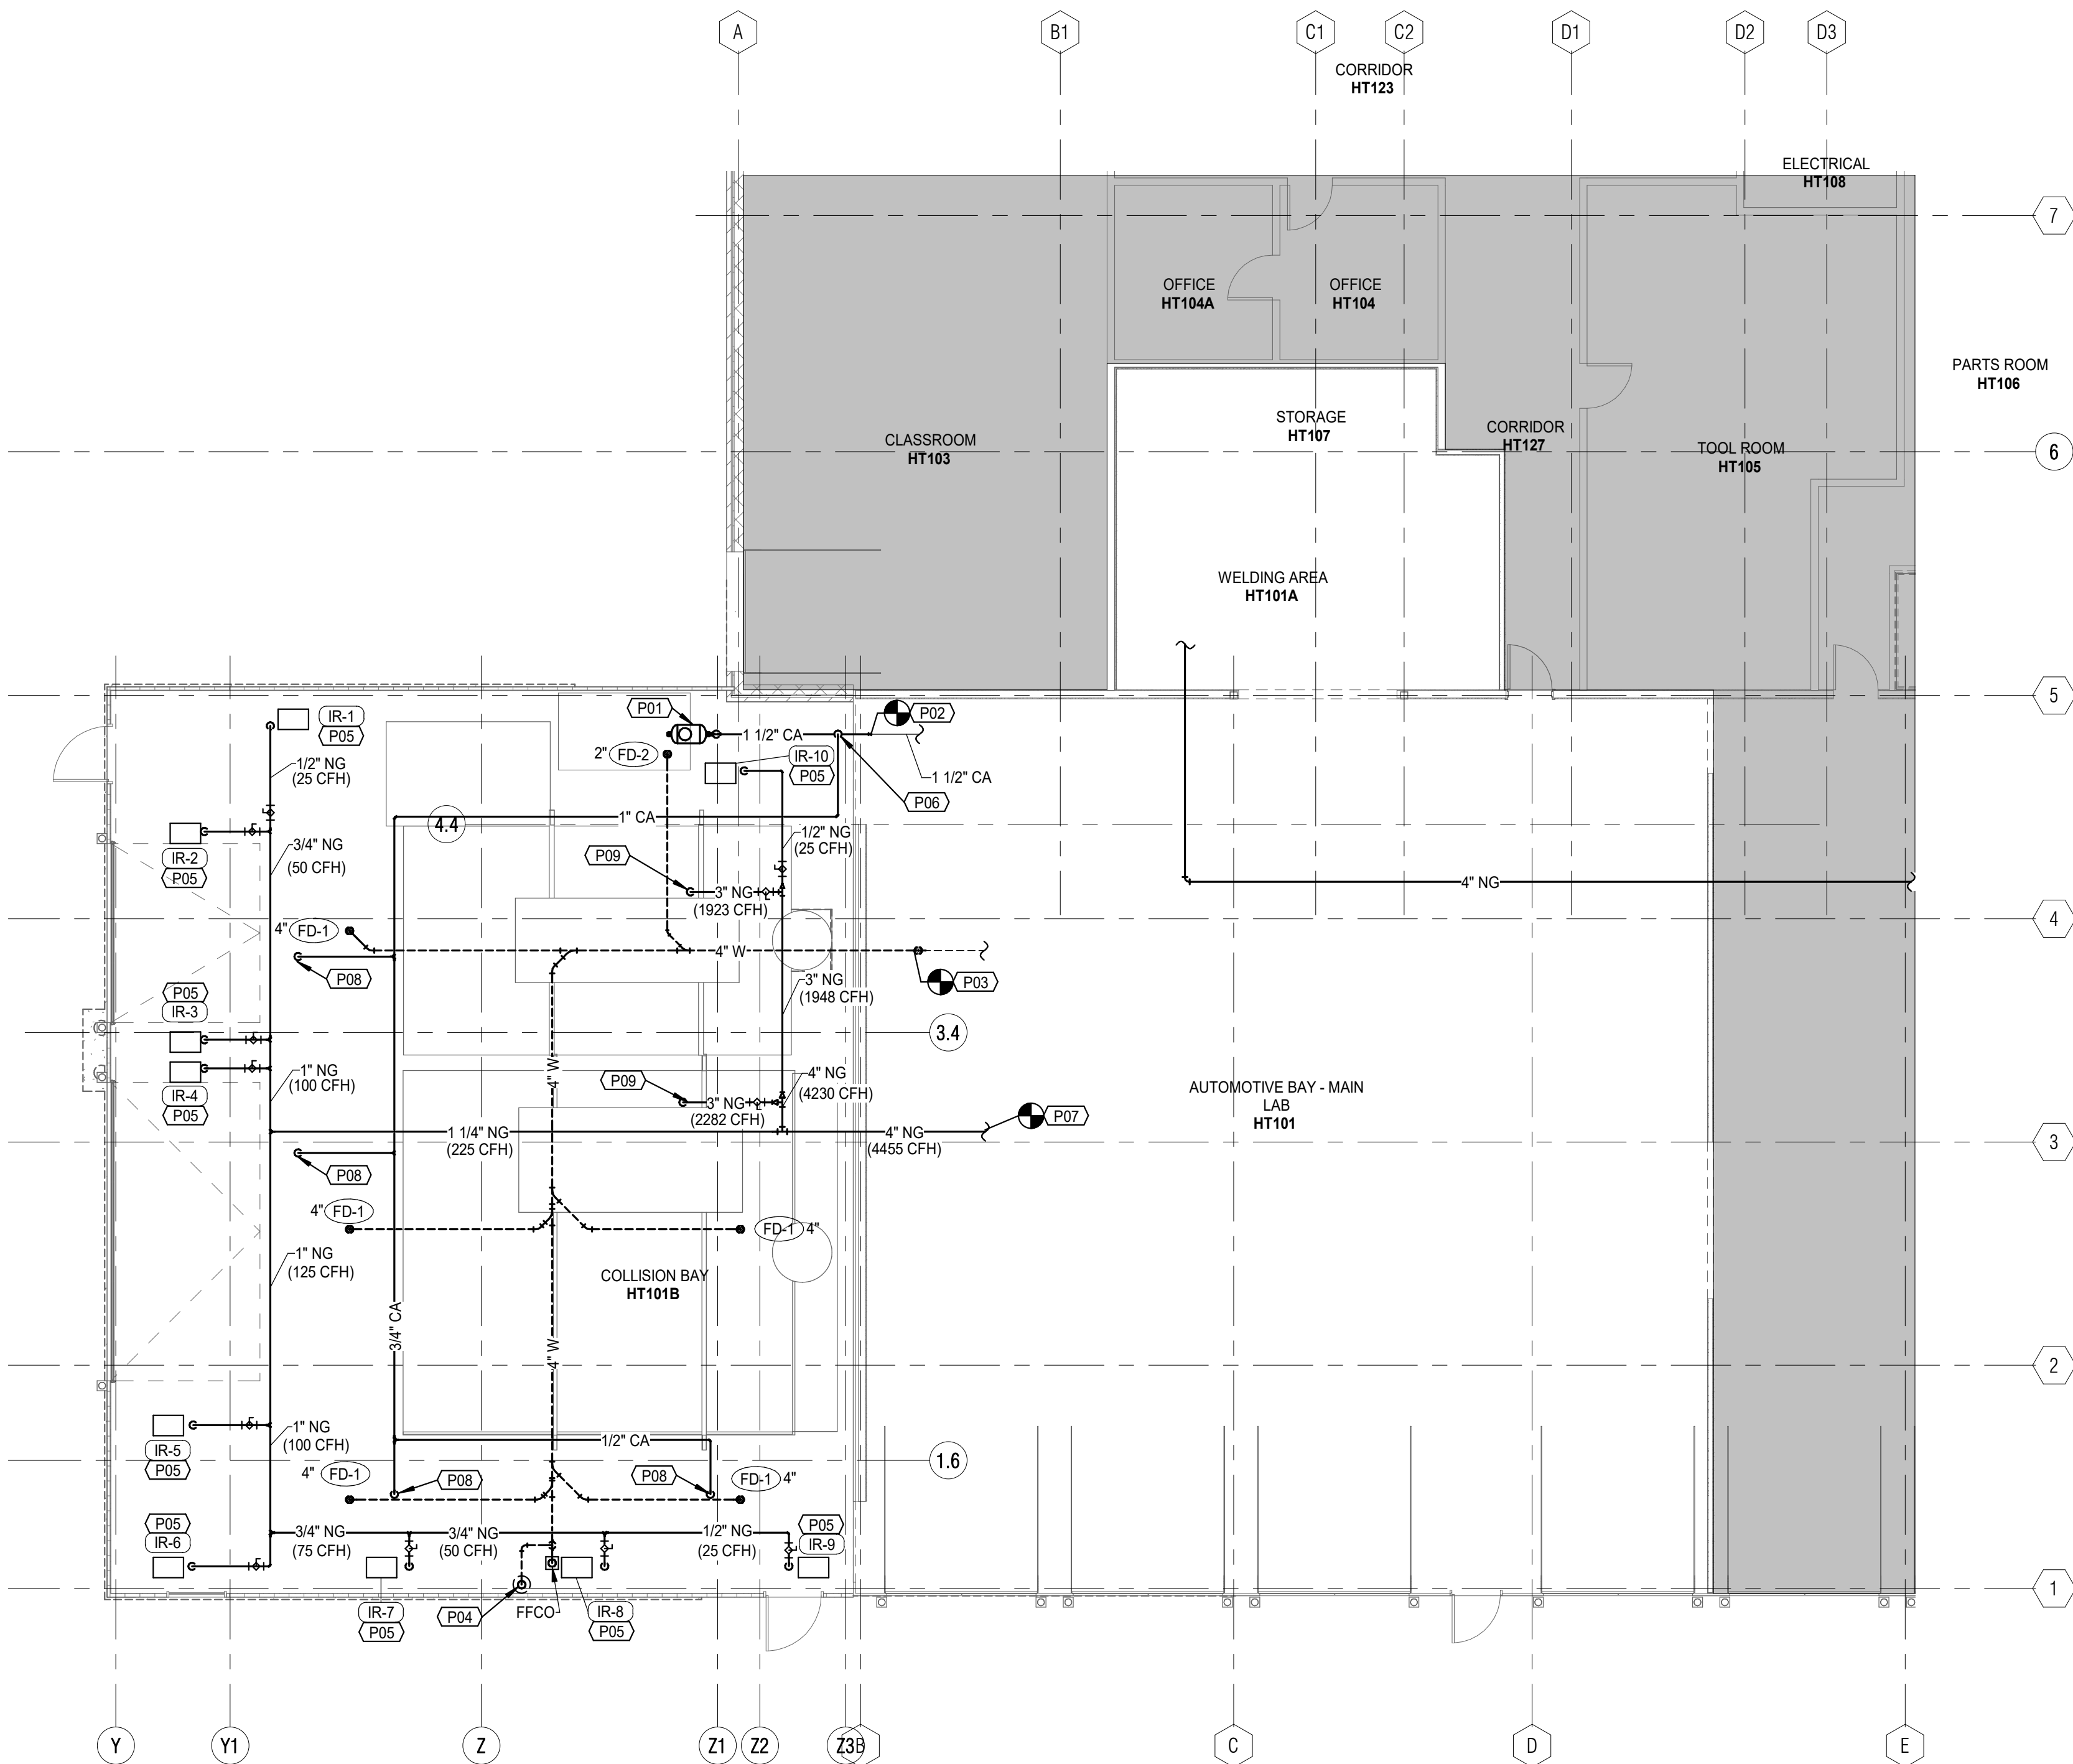 A
B1
C1
C2
D1
D2
D3
CORRIDOR
HT123
ELECTRICAL
HT108
7
OFFICE
HT104A
OFFICE
HT104
PARTS ROOM
HT106
STORAGE
HT107
CLASSROOM
HT103
CORRIDOR
HT127
TOOL ROOM
HT105
6
WELDING AREA
HT101A
5
IR-1
P05
P01
P02
1 1/2" CA
2" FD-2
IR-10
P05
1/2" NG
(25 CFH)
1 1/2" CA
P06
4.4
1" CA
IR-2
P05
3/4" NG
(50 CFH)
P09
1/2" NG
(25 CFH)
3" NG
(1923 CFH)
4" NG
4
4" FD-1
4" W
P08
P03
3" NG
(1948 CFH)
P05
IR-3
3.4
4" W
1" NG
(100 CFH)
IR-4
P05
P09
3" NG
(2282 CFH)
4" NG
(4230 CFH)
AUTOMOTIVE BAY - MAIN
LAB
HT101
P07
1 1/4" NG
(225 CFH)
4" NG
(4455 CFH)
3
P08
4" FD-1
FD-1 4"
1" NG
(125 CFH)
COLLISION BAY
HT101B
3/4" CA
4" W
2
IR-5
P05
1" NG
(100 CFH)
1/2" CA
1.6
4" FD-1
P08
P08
FD-1 4"
P05
IR-6
3/4" NG
(75 CFH)
3/4" NG
(50 CFH)
1/2" NG
(25 CFH)
P05
IR-9
1
IR-7
P05
P04
FFCO
IR-8
P05
Y
Y1
Z
Z1
Z2
Z3
B
C
D
E